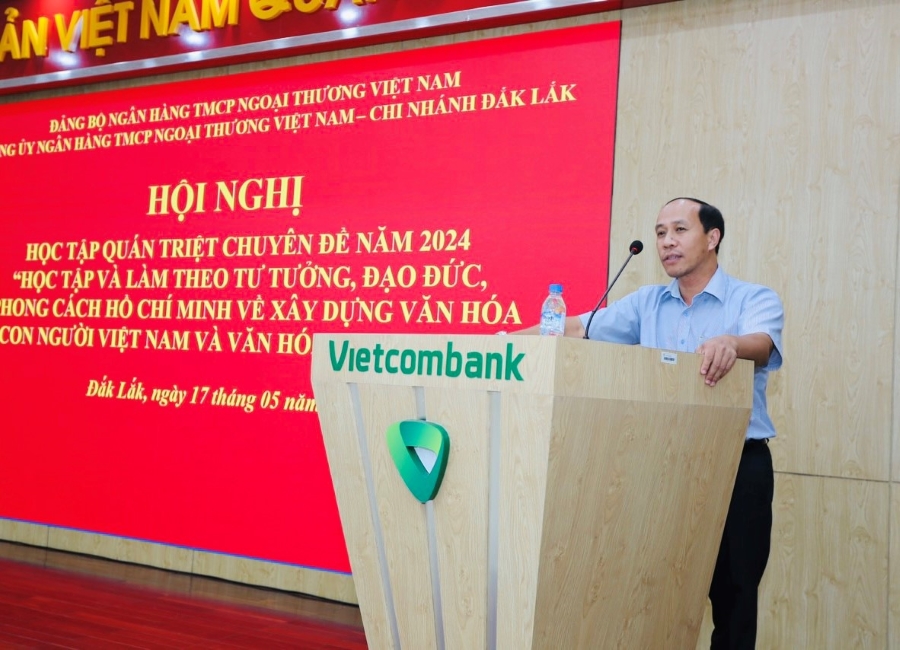 ẢN VIỆT NAM QUA
ĐẢNG BỘ NGÂN HÀNG TMCP NGOẠI THƯƠNG VIỆT NAM
NG ỦY NGÂN HÀNG TMCP NGOẠI THƯƠNG VIỆT NAM – CHI NHÁNH ĐẮK LẮK
HỘI NGHỊ
HỌC TẬP QUÁN TRIỆT CHUYÊN ĐỀ NĂM 2024
“HỌC TẬP VÀ LÀM THEO TƯ TƯỞNG, ĐẠO ĐỨC,
PHONG CÁCH HỒ CHÍ MINH VỀ XÂY DỰNG VĂN HÓA
CON NGƯỜI VIỆT NAM VÀ VĂN HÓ
Đắk Lắk, ngày 17 tháng 05 năm
Vietcombank